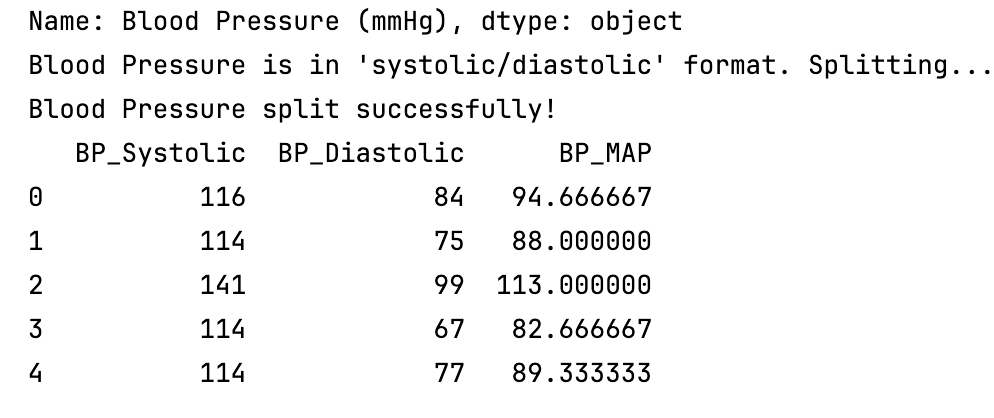 Name: Blood Pressure (mmHg), dtype: object
Blood Pressure is in 'systolic/diastolic' format. Splitting...
Blood Pressure split successfully!
   BP_Systolic  BP_Diastolic      BP_MAP
0          116            84   94.666667
1          114            75   88.000000
2          141            99  113.000000
3          114            67   82.666667
4          114            77   89.333333